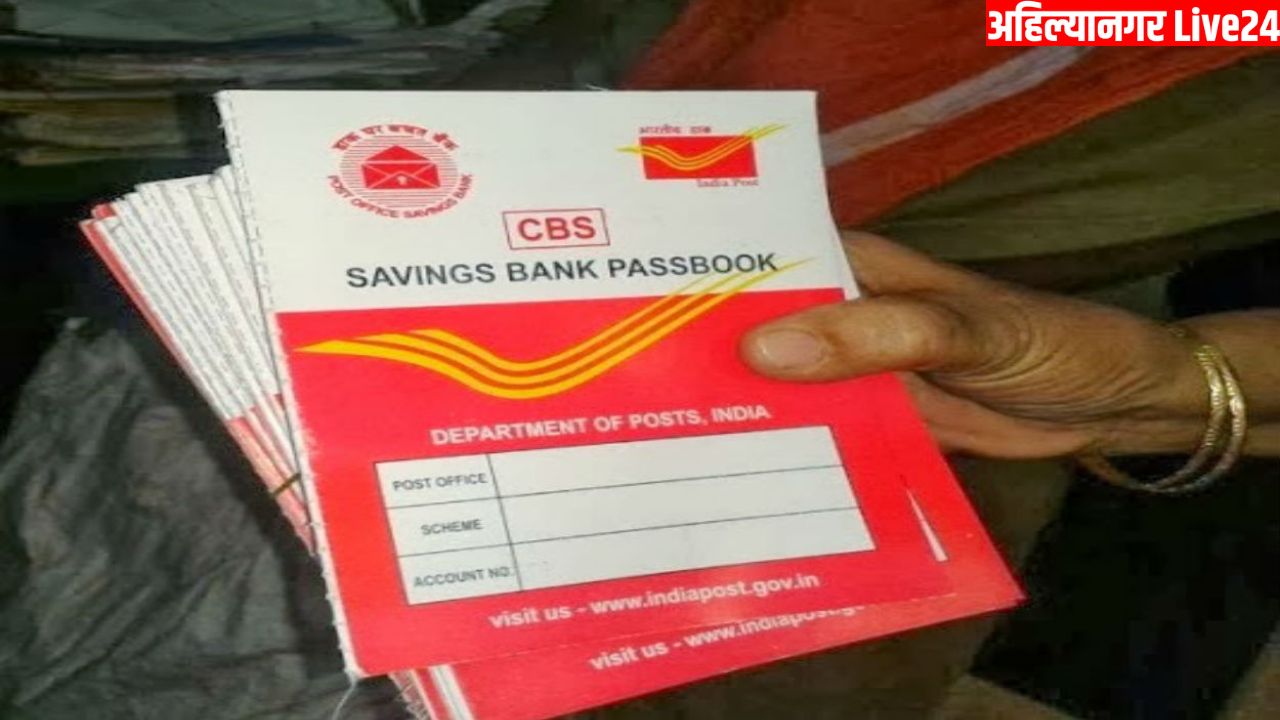 अहिल्यानगर Live24
डाक घर बचत बैंक
POST OFFICE SAVINGS BANK
भारतीय डाक
India Post
CBS
SAVINGS BANK PASSBOOK
DEPARTMENT OF POSTS, INDIA
POST OFFICE
SCHEME
ACCOUNT NO.
visit us - www.indiapost.gov.in
visit us - www.indiapost.go